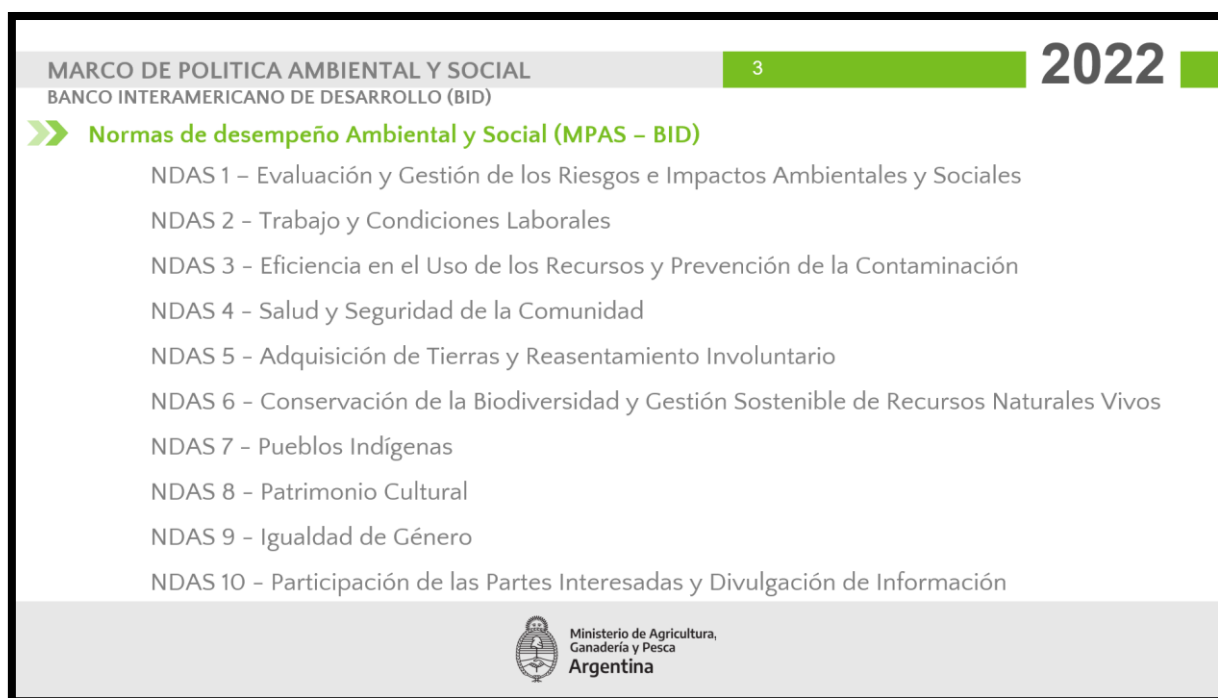 MARCO DE POLITICA AMBIENTAL Y SOCIAL
3
2022
BANCO INTERAMERICANO DE DESARROLLO (BID)
Normas de desempeño Ambiental y Social (MPAS – BID)
NDAS 1 – Evaluación y Gestión de los Riesgos e Impactos Ambientales y Sociales
NDAS 2 - Trabajo y Condiciones Laborales
NDAS 3 - Eficiencia en el Uso de los Recursos y Prevención de la Contaminación
NDAS 4 - Salud y Seguridad de la Comunidad
NDAS 5 - Adquisición de Tierras y Reasentamiento Involuntario
NDAS 6 - Conservación de la Biodiversidad y Gestión Sostenible de Recursos Naturales Vivos
NDAS 7 - Pueblos Indígenas
NDAS 8 - Patrimonio Cultural
NDAS 9 - Igualdad de Género
NDAS 10 - Participación de las Partes Interesadas y Divulgación de Información
Ministerio de Agricultura,
Ganadería y Pesca
Argentina